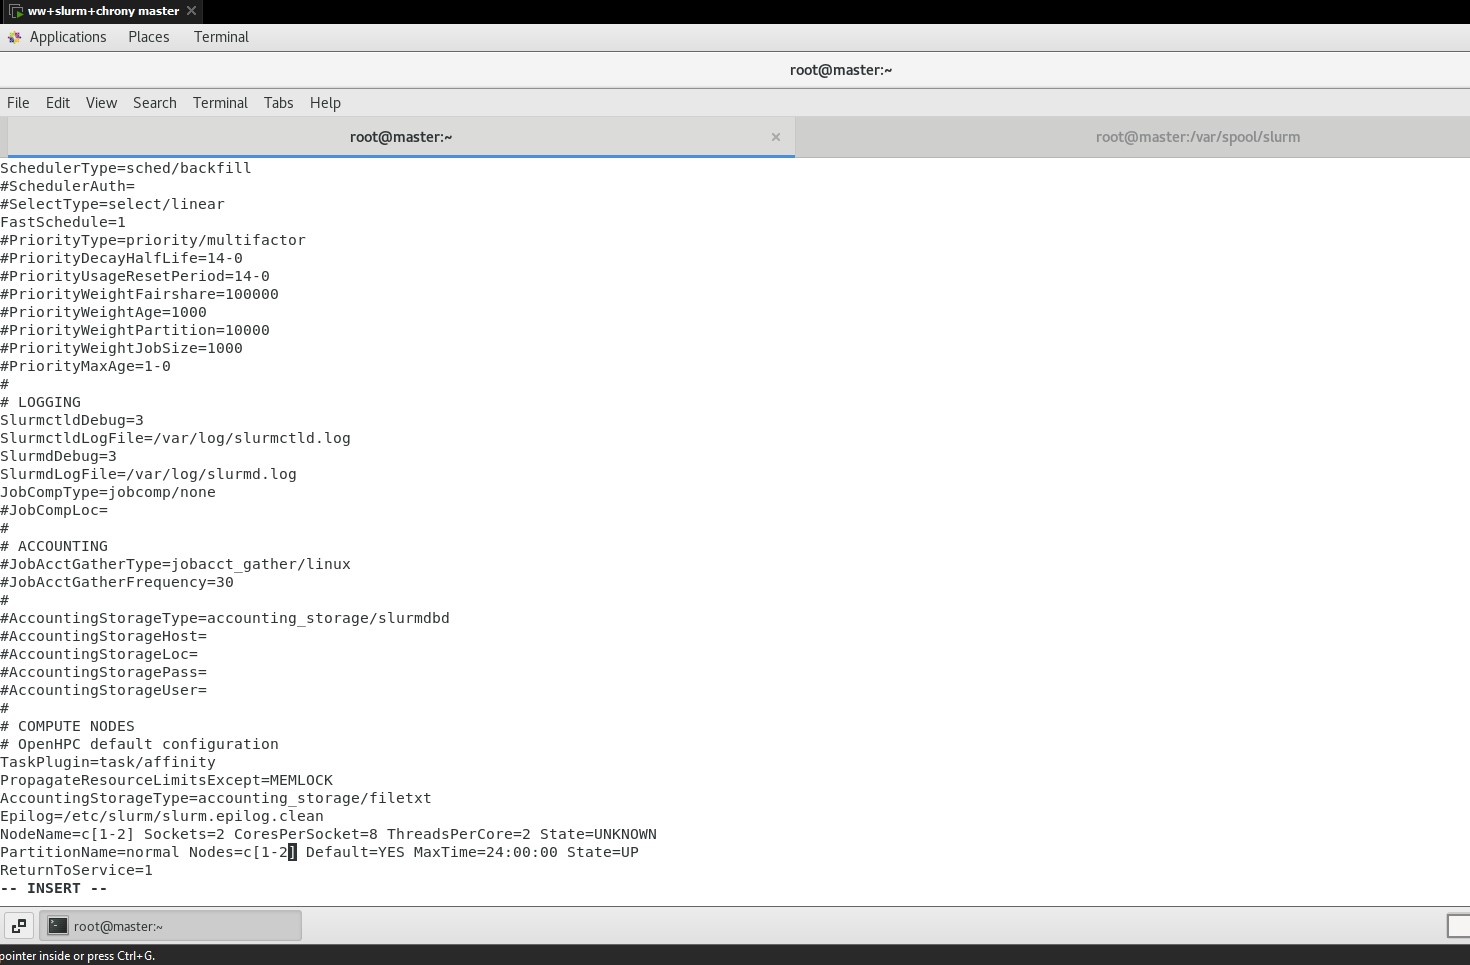 ww+slurm+chrony master
Applications Places Terminal
root@master:~
File Edit View Search Terminal Tabs Help
root@master:~ × root@master:/var/spool/slurm
SchedulerType=sched/backfill
#SchedulerAuth=
#SelectType=select/linear
FastSchedule=1
#PriorityType=priority/multifactor
#PriorityDecayHalfLife=14-0
#PriorityUsageResetPeriod=14-0
#PriorityWeightFairshare=100000
#PriorityWeightAge=1000
#PriorityWeightPartition=10000
#PriorityWeightJobSize=1000
#PriorityMaxAge=1-0
#
# LOGGING
SlurmctldDebug=3
SlurmctldLogFile=/var/log/slurmctld.log
SlurmdDebug=3
SlurmdLogFile=/var/log/slurmd.log
JobCompType=jobcomp/none
#JobCompLoc=
#
# ACCOUNTING
#JobAcctGatherType=jobacct_gather/linux
#JobAcctGatherFrequency=30
#
#AccountingStorageType=accounting_storage/slurmdbd
#AccountingStorageHost=
#AccountingStorageLoc=
#AccountingStoragePass=
#AccountingStorageUser=
#
# COMPUTE NODES
# OpenHPC default configuration
TaskPlugin=task/affinity
PropagateResourceLimitsExcept=MEMLOCK
AccountingStorageType=accounting_storage/filetxt
Epilog=/etc/slurm/slurm.epilog.clean
NodeName=c[1-2] Sockets=2 CoresPerSocket=8 ThreadsPerCore=2 State=UNKNOWN
PartitionName=normal Nodes=c[1-2] Default=YES MaxTime=24:00:00 State=UP
ReturnToService=1
-- INSERT --
root@master:~
pointer inside or press Ctrl+G.